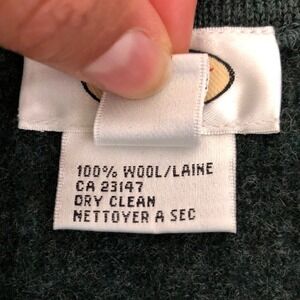 100% WOOL/LAINE
CA 23147
DRY CLEAN
NETTOYER A SEC